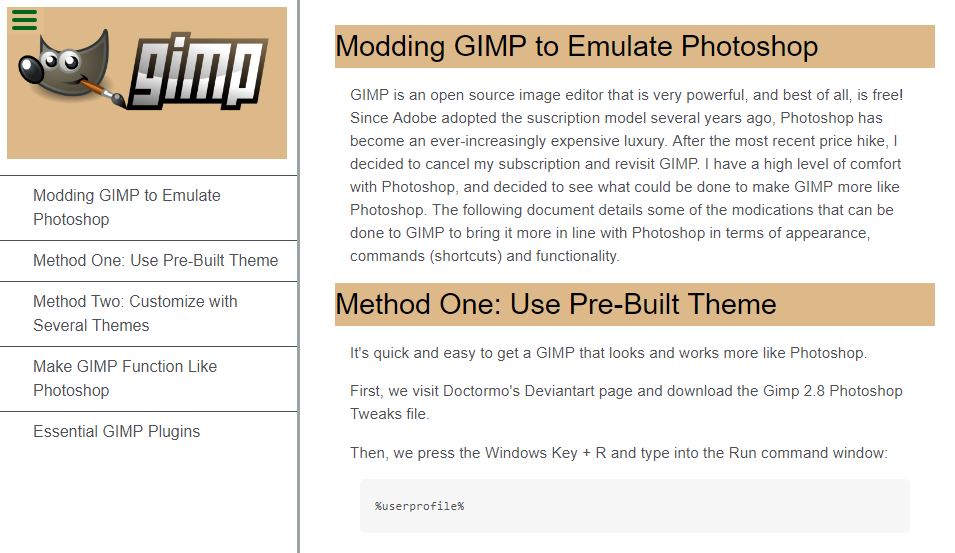 gimp
Modding GIMP to Emulate
Photoshop
Method One: Use Pre-Built Theme
Method Two: Customize with
Several Themes
Make GIMP Function Like
Photoshop
Essential GIMP Plugins
Modding GIMP to Emulate Photoshop
GIMP is an open source image editor that is very powerful, and best of all, is free!
Since Adobe adopted the suscription model several years ago, Photoshop has
become an ever-increasingly expensive luxury. After the most recent price hike, I
decided to cancel my subscription and revisit GIMP. I have a high level of comfort
with Photoshop, and decided to see what could be done to make GIMP more like
Photoshop. The following document details some of the modications that can be
done to GIMP to bring it more in line with Photoshop in terms of appearance,
commands (shortcuts) and functionality.
Method One: Use Pre-Built Theme
It's quick and easy to get a GIMP that looks and works more like Photoshop.
First, we visit Doctormo's Deviantart page and download the Gimp 2.8 Photoshop
Tweaks file.
Then, we press the Windows Key + R and type into the Run command window:
%userprofile%